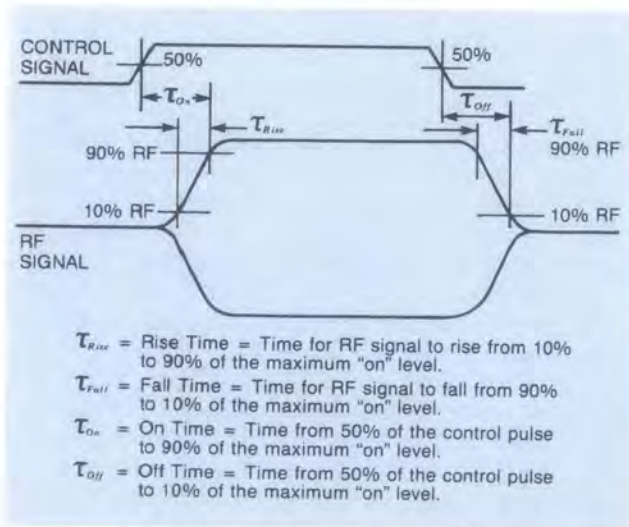 CONTROL
SIGNAL
50%
50%
τOn
τOff
τRise
τFall
90% RF
90% RF
10% RF
10% RF
RF
SIGNAL
τRise = Rise Time = Time for RF signal to rise from 10%
to 90% of the maximum "on" level.
τFall = Fall Time = Time for RF signal to fall from 90%
to 10% of the maximum "on" level.
τOn = On Time = Time from 50% of the control pulse
to 90% of the maximum "on" level.
τOff = Off Time = Time from 50% of the control pulse
to 10% of the maximum "on" level.